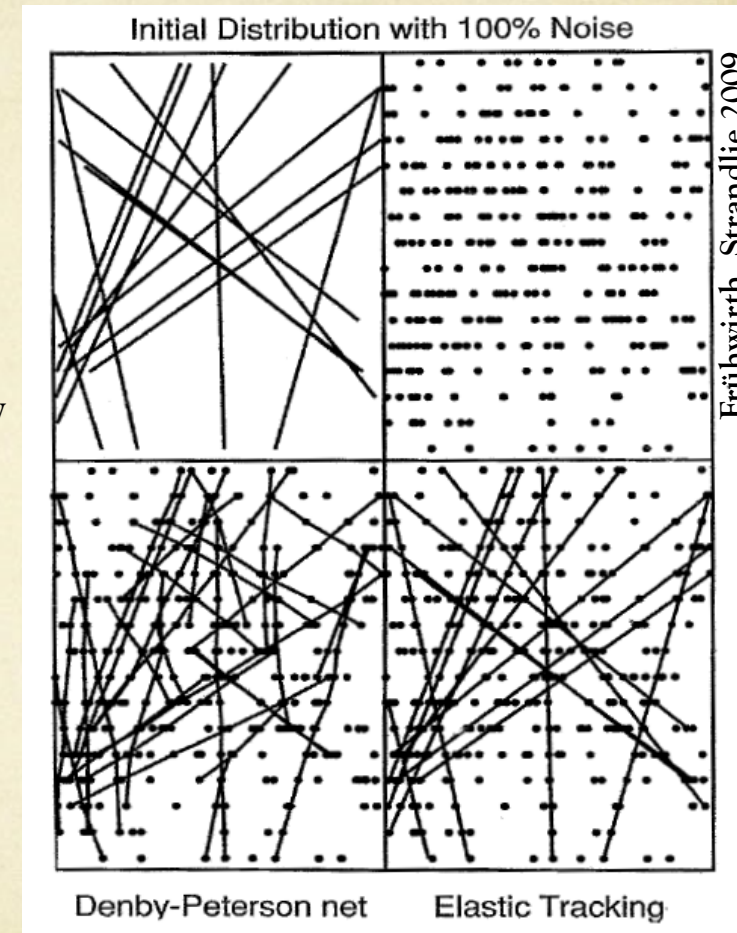 Initial Distribution with 100% Noise
Frühwirth, Strandlie 2009
Denby-Peterson net
Elastic Tracking